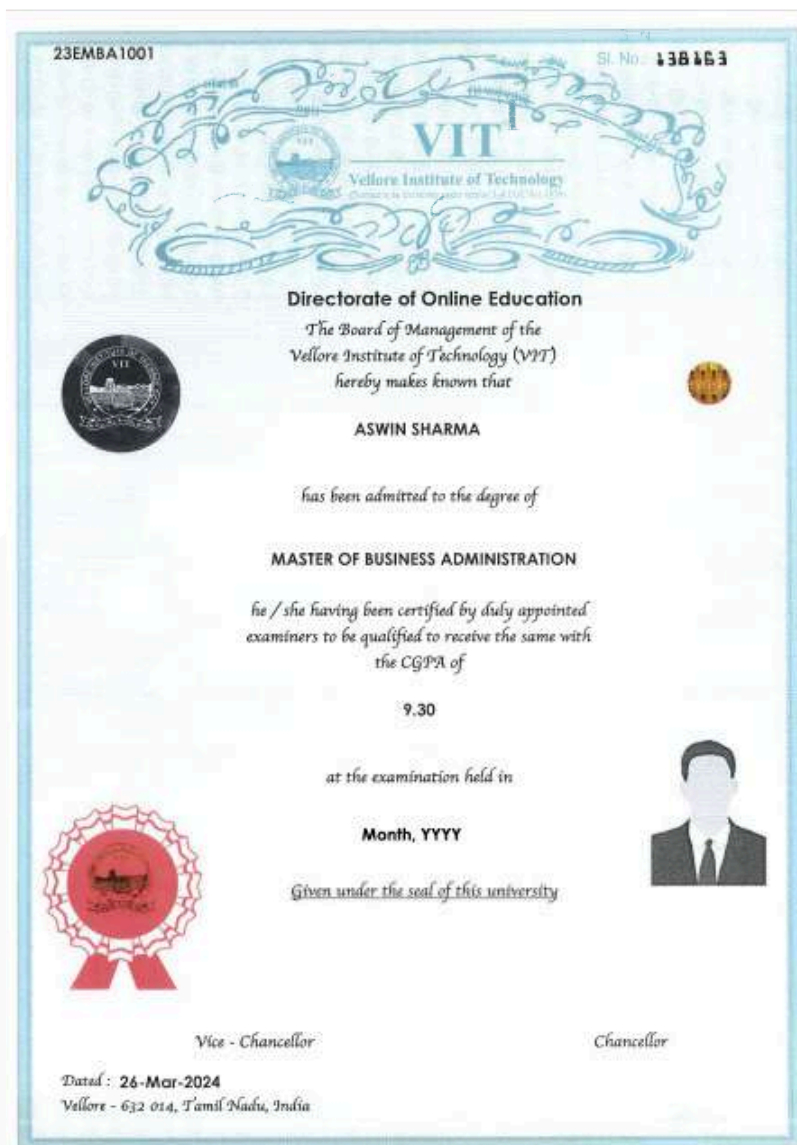 23EMBA1001
Sl. No.: 138163
VIT
Vellore Institute of Technology
Directorate of Online Education
The Board of Management of the
Vellore Institute of Technology (VIT)
hereby makes known that
ASWIN SHARMA
has been admitted to the degree of
MASTER OF BUSINESS ADMINISTRATION
he / she having been certified by duly appointed
examiners to be qualified to receive the same with
the CGPA of
9.30
at the examination held in
Month, YYYY
Given under the seal of this university
Vice - Chancellor
Chancellor
Dated : 26-Mar-2024
Vellore - 632 014, Tamil Nadu, India